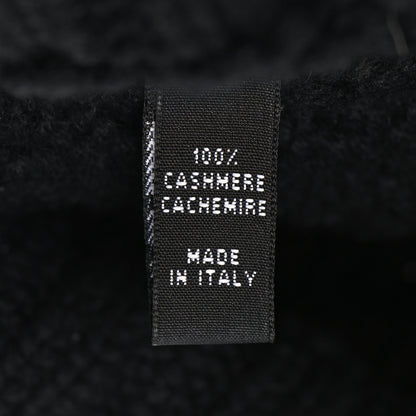 100%
CASHMERE
CACHEMIRE
MADE
IN ITALY